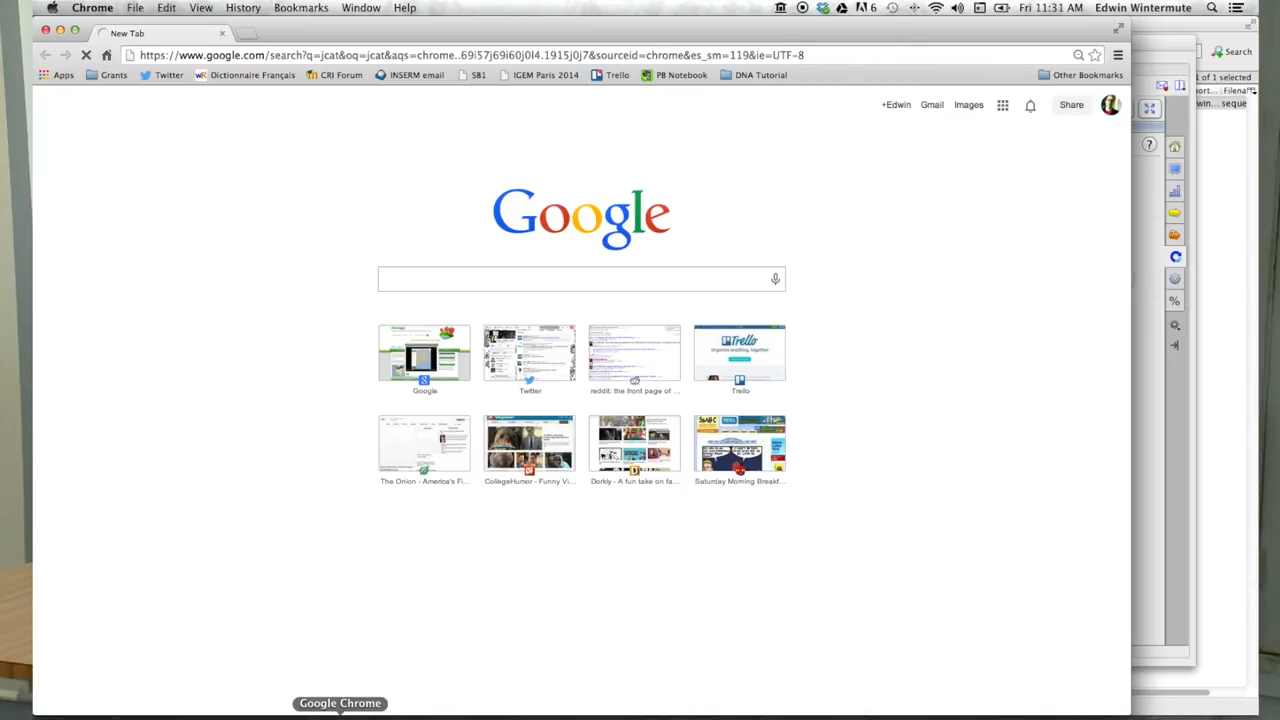 Chrome File Edit View History Bookmarks Window Help 6 Fri 11:31 AM Edwin Wintermute
New Tab
https://www.google.com/search?q=jcat&oq=jcat&aqs=chrome..69i57j69i60j0l4.1915j0j7&sourceid=chrome&es_sm=119&ie=UTF-8
Search
Apps Grants Twitter Dictionnaire Français CRI Forum INSERM email SB1 IGEM Paris 2014 Trello PB Notebook DNA Tutorial Other Bookmarks
1 of 1 selected
+Edwin Gmail Images Share
Google
Google Twitter reddit: the front page of ... Trello
The Onion - America's Fi... CollegeHumor - Funny Vi... Dorkly - A fun take on fa... Saturday Morning Breakf...
Google Chrome